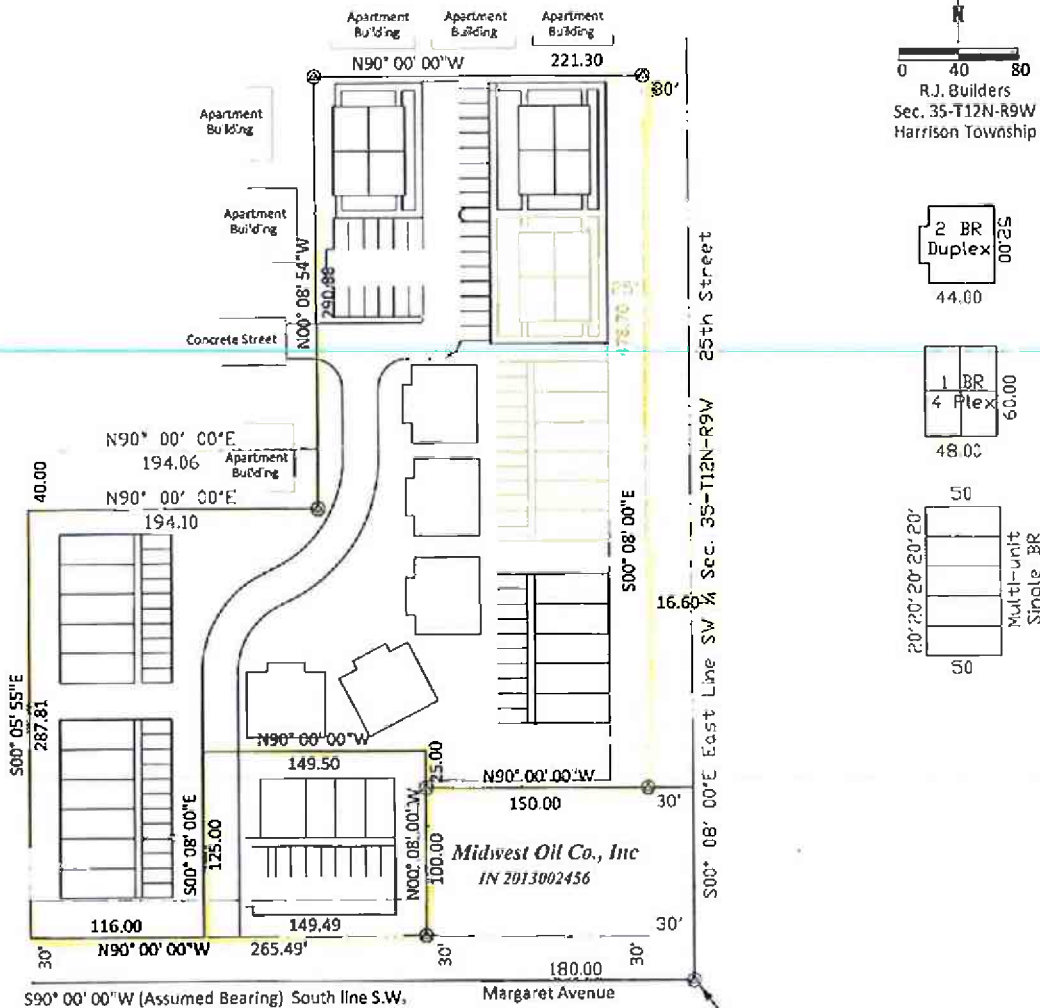 Apartment
Building
Apartment
Building
Apartment
Building
N90° 00' 00"W
221.30
80'
N
0 40 80
R.J. Builders
Sec. 35-T12N-R9W
Harrison Township
Apartment
Building
Apartment
Building
N00° 08' 54"W
290.88
Concrete Street
25th Street
2 BR
Duplex
52.00
44.00
1 BR
4 Plex
60.00
48.00
N90° 00' 00"E
194.06
Apartment
Building
40.00
N90° 00' 00"E
194.10
S00° 08' 00"E
16.60
S00° 08' 00"E East Line SW ¼ Sec. 35-T12N-R9W
50
20' 20' 20' 20' 20'
Multi-unit
Single BR
50
S00° 05' 55"E
287.81
N90° 00' 00"W
149.50
25.00
N90° 00' 00"W
150.00
30'
S00° 08' 00"E
125.00
N00° 08' 00"W
100.00
Midwest Oil Co., Inc
IN 2013002456
116.00
149.49
30'
N90° 00' 00"W
265.49'
30'
30'
30'
180.00
S90° 00' 00"W (Assumed Bearing) South line S.W.
Margaret Avenue